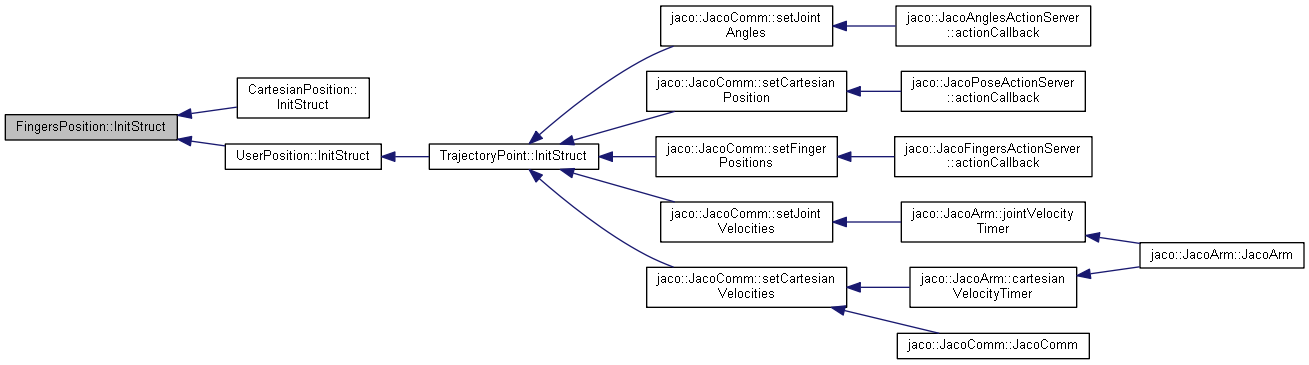 FingersPosition::InitStruct
CartesianPosition::
InitStruct
UserPosition::InitStruct
TrajectoryPoint::InitStruct
jaco::JacoComm::setJoint
Angles
jaco::JacoAnglesActionServer
::actionCallback
jaco::JacoComm::setCartesian
Position
jaco::JacoPoseActionServer
::actionCallback
jaco::JacoComm::setFinger
Positions
jaco::JacoFingersActionServer
::actionCallback
jaco::JacoComm::setJoint
Velocities
jaco::JacoArm::jointVelocity
Timer
jaco::JacoArm::JacoArm
jaco::JacoComm::setCartesian
Velocities
jaco::JacoArm::cartesian
VelocityTimer
jaco::JacoComm::JacoComm